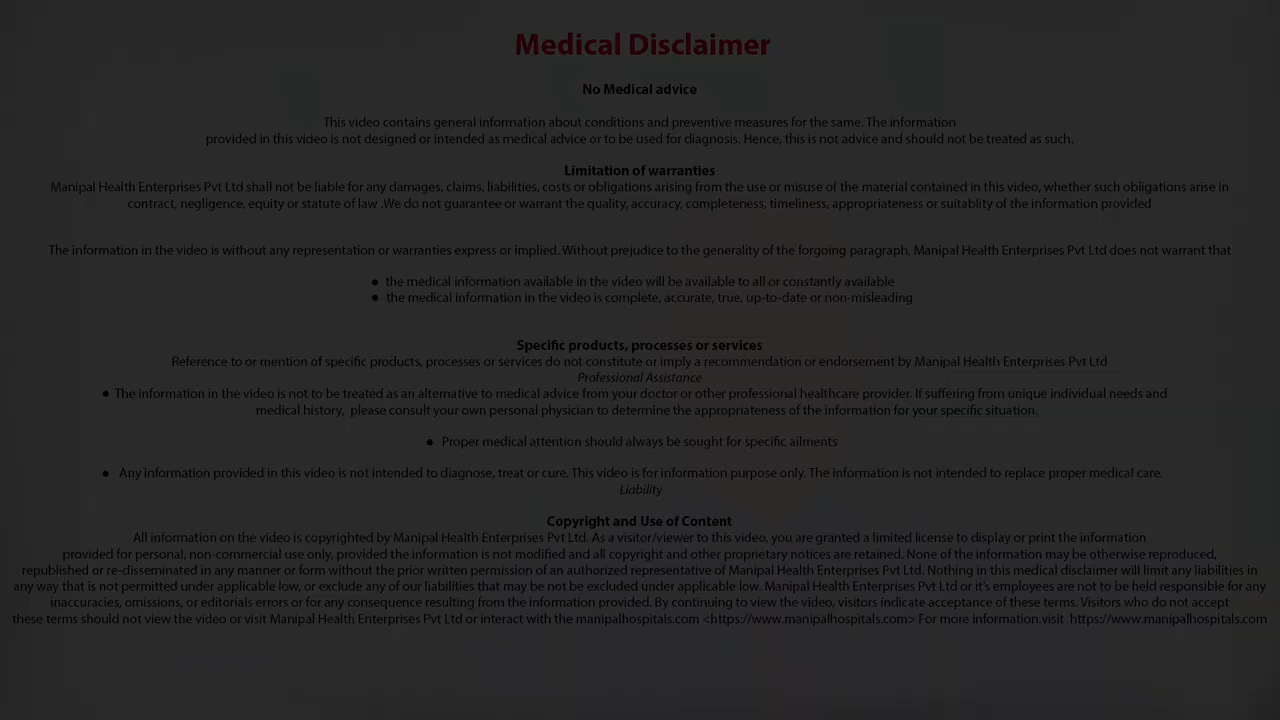 Medical Disclaimer
No Medical advice
This video contains general information about conditions and preventive measures for the same. The information
provided in this video is not designed or intended as medical advice or to be used for diagnosis. Hence, this is not advice and should not be treated as such.
Limitation of warranties
Manipal Health Enterprises Pvt Ltd shall not be liable for any damages, claims, liabilities, costs or obligations arising from the use or misuse of the material contained in this video, whether such obligations arise in
contract, negligence, equity or statute of law .We do not guarantee or warrant the quality, accuracy, completeness, timeliness, appropriateness or suitablity of the information provided
The information in the video is without any representation or warranties express or implied. Without prejudice to the generality of the forgoing paragraph, Manipal Health Enterprises Pvt Ltd does not warrant that
● the medical information available in the video will be available to all or constantly available
● the medical information in the video is complete, accurate, true, up-to-date or non-misleading
Specific products, processes or services
Reference to or mention of specific products, processes or services do not constitute or imply a recommendation or endorsement by Manipal Health Enterprises Pvt Ltd
Professional Assistance
● The information in the video is not to be treated as an alternative to medical advice from your doctor or other professional healthcare provider. If suffering from unique individual needs and
medical history, please consult your own personal physician to determine the appropriateness of the information for your specific situation.
● Proper medical attention should always be sought for specific ailments
● Any information provided in this video is not intended to diagnose, treat or cure. This video is for information purpose only. The information is not intended to replace proper medical care.
Liability
Copyright and Use of Content
All information on the video is copyrighted by Manipal Health Enterprises Pvt Ltd. As a visitor/viewer to this video, you are granted a limited license to display or print the information
provided for personal, non-commercial use only, provided the information is not modified and all copyright and other proprietary notices are retained. None of the information may be otherwise reproduced,
republished or re-disseminated in any manner or form without the prior written permission of an authorized representative of Manipal Health Enterprises Pvt Ltd. Nothing in this medical disclaimer will limit any liabilities in
any way that is not permitted under applicable low, or exclude any of our liabilities that may be not be excluded under applicable low. Manipal Health Enterprises Pvt Ltd or it's employees are not to be held responsible for any
inaccuracies, omissions, or editorials errors or for any consequence resulting from the information provided. By continuing to view the video, visitors indicate acceptance of these terms. Visitors who do not accept
these terms should not view the video or visit Manipal Health Enterprises Pvt Ltd or interact with the manipalhospitals.com <https://www.manipalhospitals.com> For more information.visit https://www.manipalhospitals.com